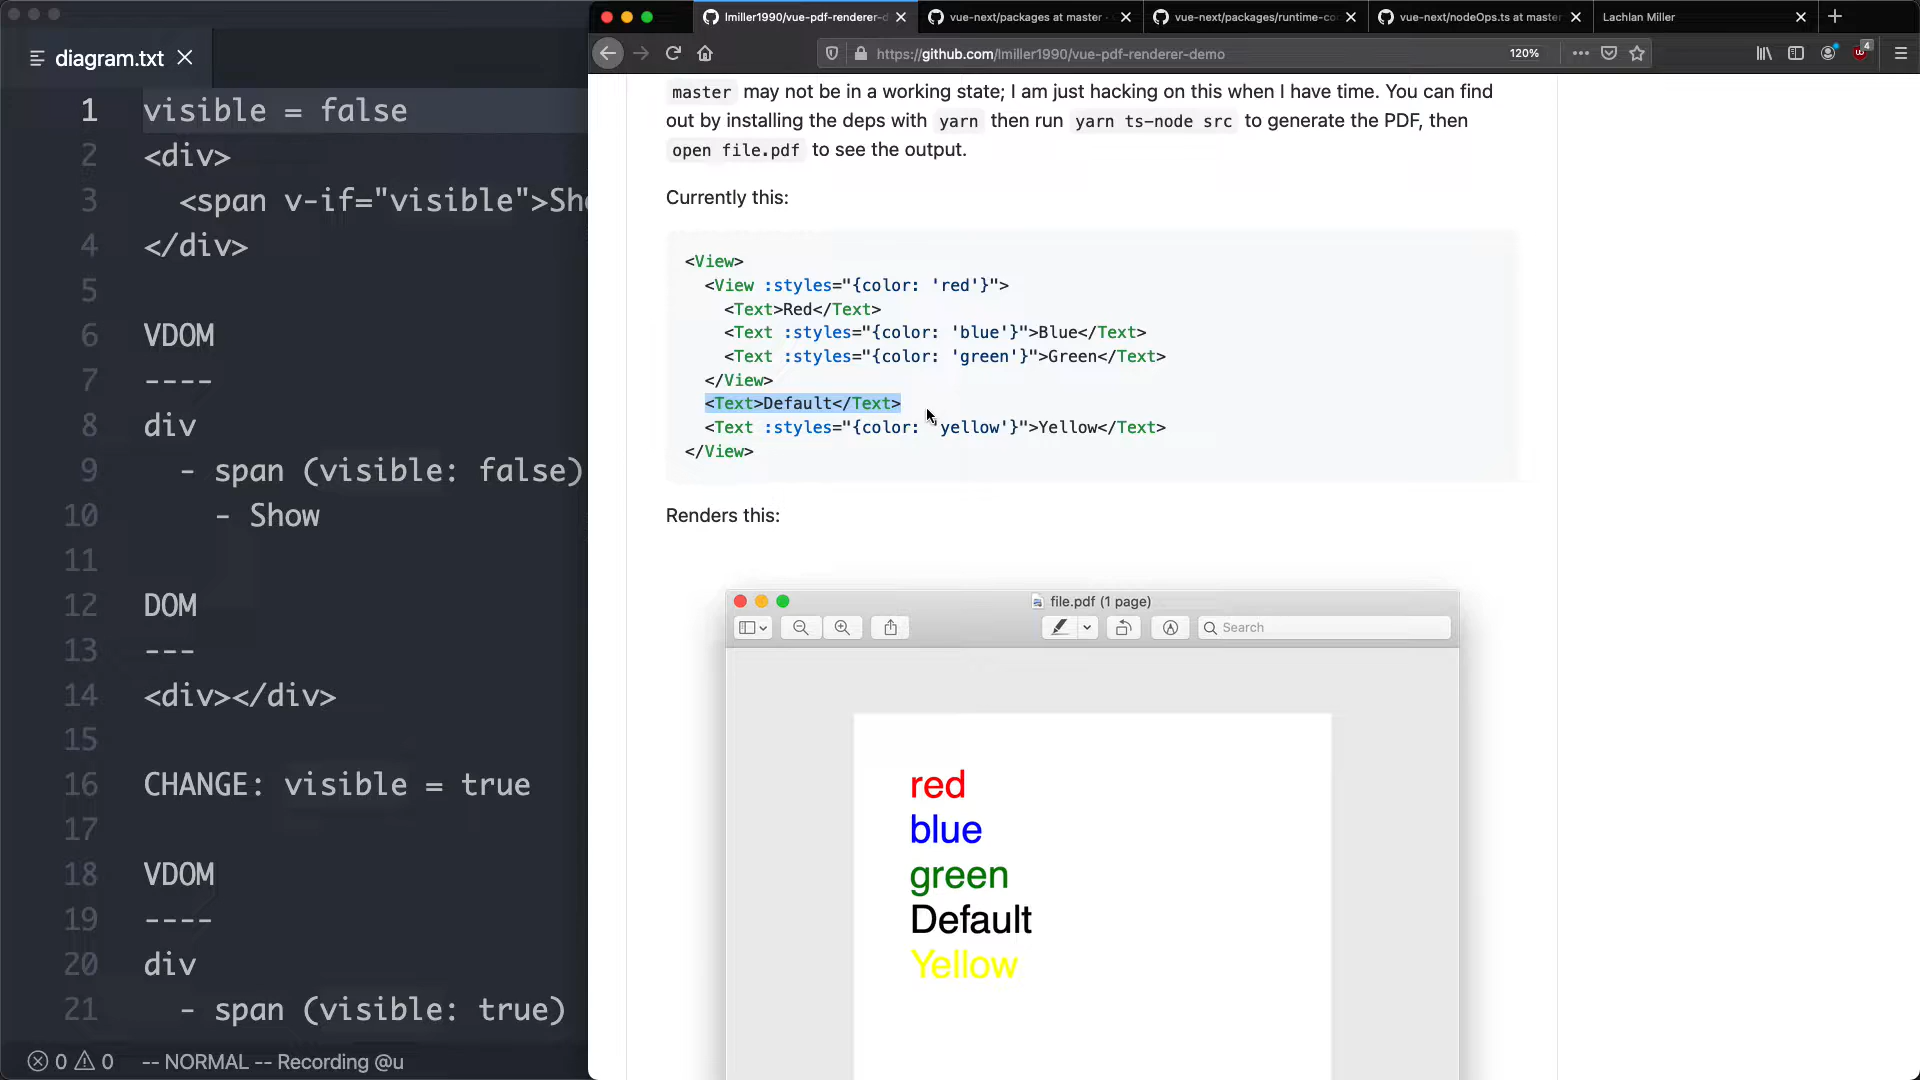 diagram.txt
1 visible = false
2 <div>
3 <span v-if="visible">Sh
4 </div>
5
6 VDOM
7 ----
8 div
9 - span (visible: false)
10 - Show
11
12 DOM
13 ---
14 <div></div>
15
16 CHANGE: visible = true
17
18 VDOM
19 ----
20 div
21 - span (visible: true)
0 0 -- NORMAL -- Recording @u
lmiller1990/vue-pdf-renderer-d
vue-next/packages at master ·
vue-next/packages/runtime-co
vue-next/nodeOps.ts at master
Lachlan Miller
https://github.com/lmiller1990/vue-pdf-renderer-demo
120%
4
master may not be in a working state; I am just hacking on this when I have time. You can find
out by installing the deps with yarn then run yarn ts-node src to generate the PDF, then
open file.pdf to see the output.
Currently this:
<View>
<View :styles="{color: 'red'}">
<Text>Red</Text>
<Text :styles="{color: 'blue'}">Blue</Text>
<Text :styles="{color: 'green'}">Green</Text>
</View>
<Text>Default</Text>
<Text :styles="{color: 'yellow'}">Yellow</Text>
</View>
Renders this:
file.pdf (1 page)
Search
red
blue
green
Default
Yellow